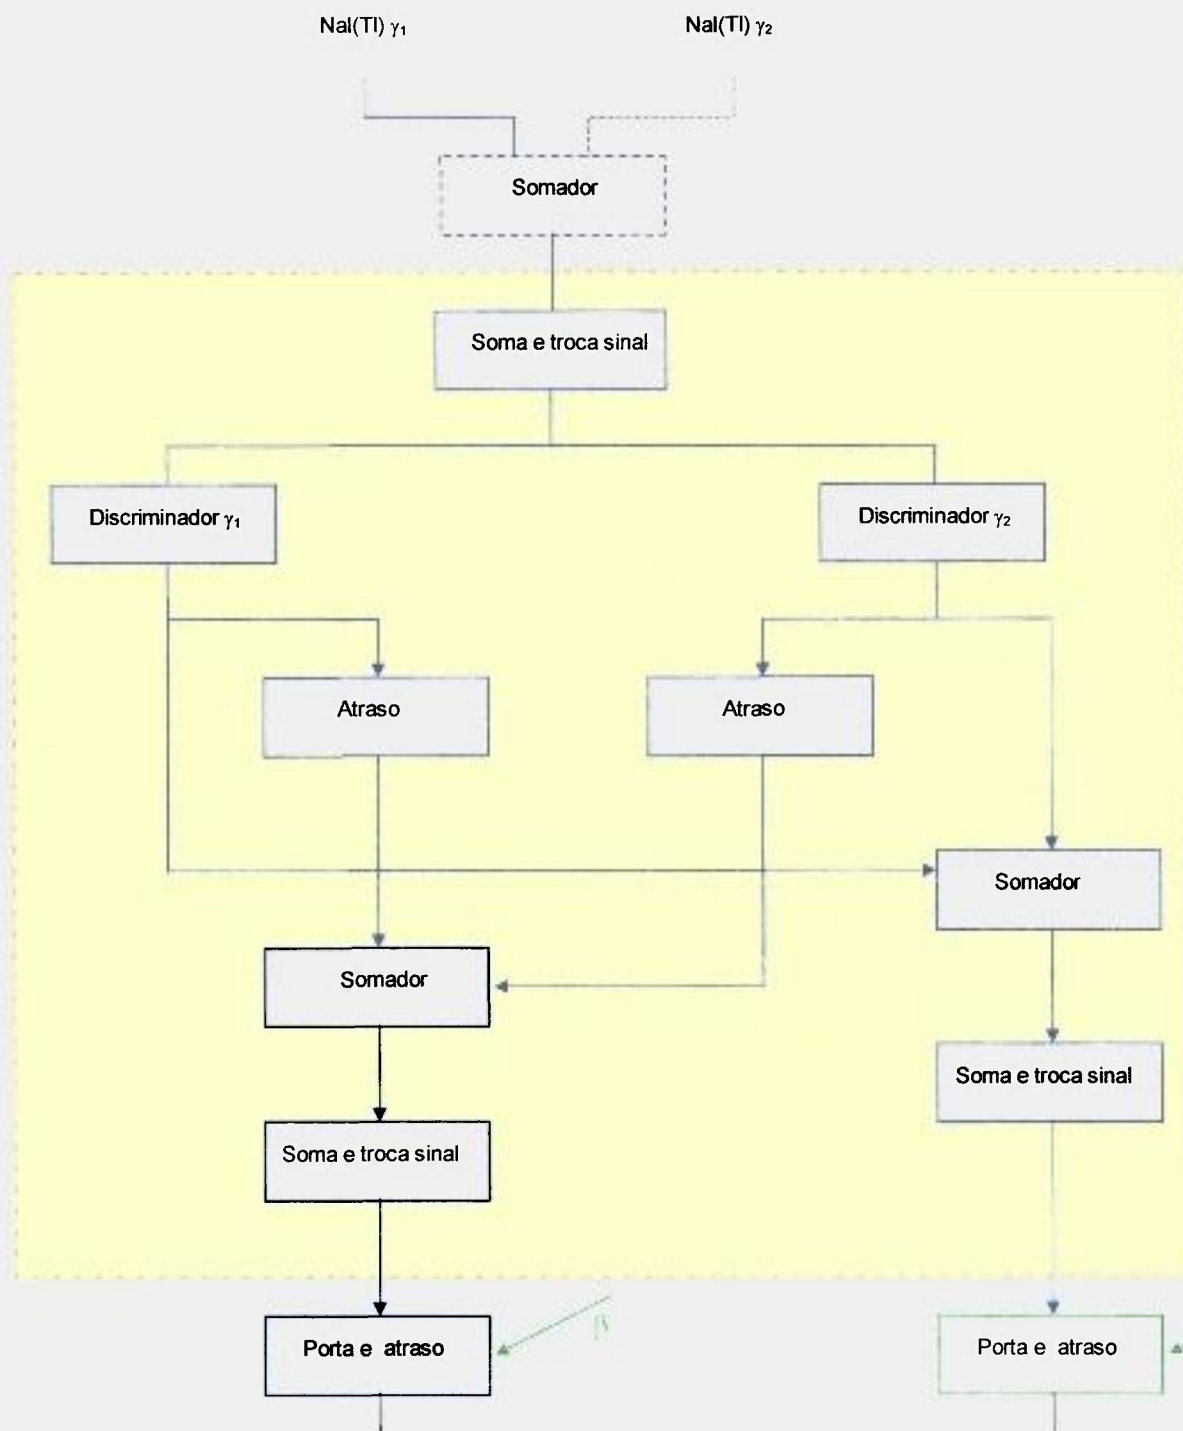 NaI(Tl) γ₁
NaI(Tl) γ₂
Somador
Soma e troca sinal
Discriminador γ₁
Discriminador γ₂
Atraso
Atraso
Somador
Somador
Soma e troca sinal
Soma e troca sinal
Porta e atraso
Porta e atraso